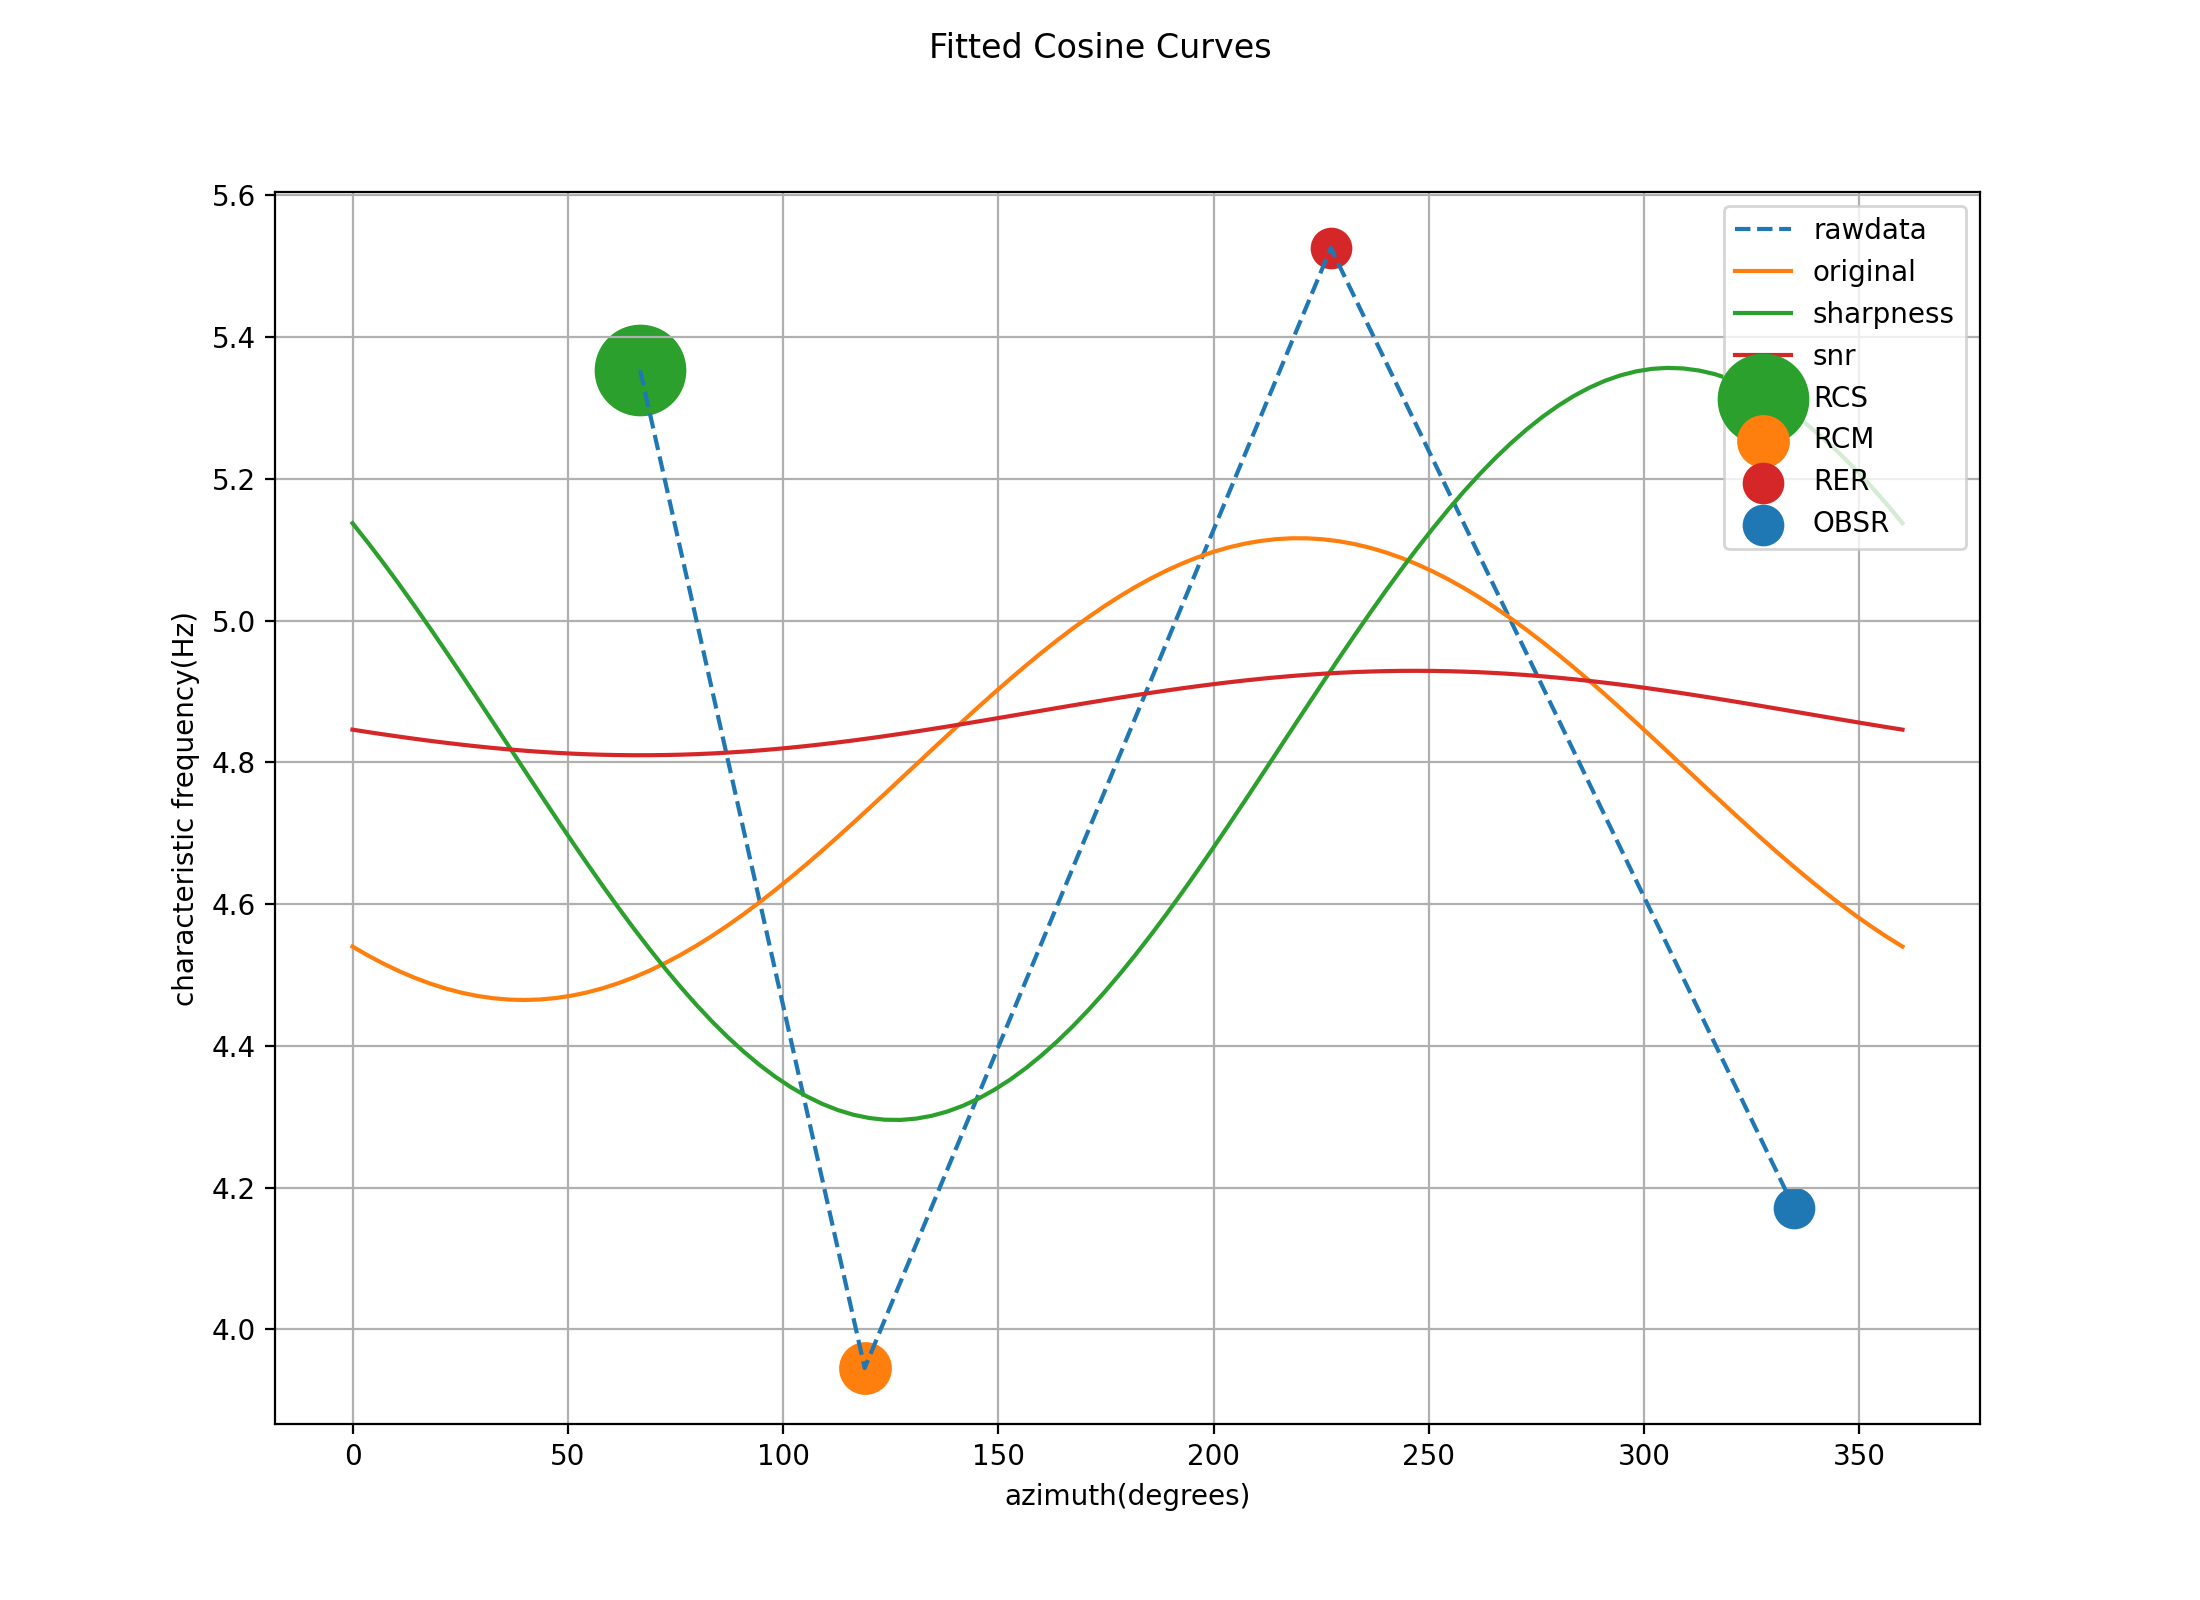 Fitted Cosine Curves
5.6
5.4
5.2
5.0
4.8
4.6
4.4
4.2
4.0
characteristic frequency(Hz)
rawdata
original
sharpness
snr
RCS
RCM
RER
OBSR
0 50 100 150 200 250 300 350
azimuth(degrees)